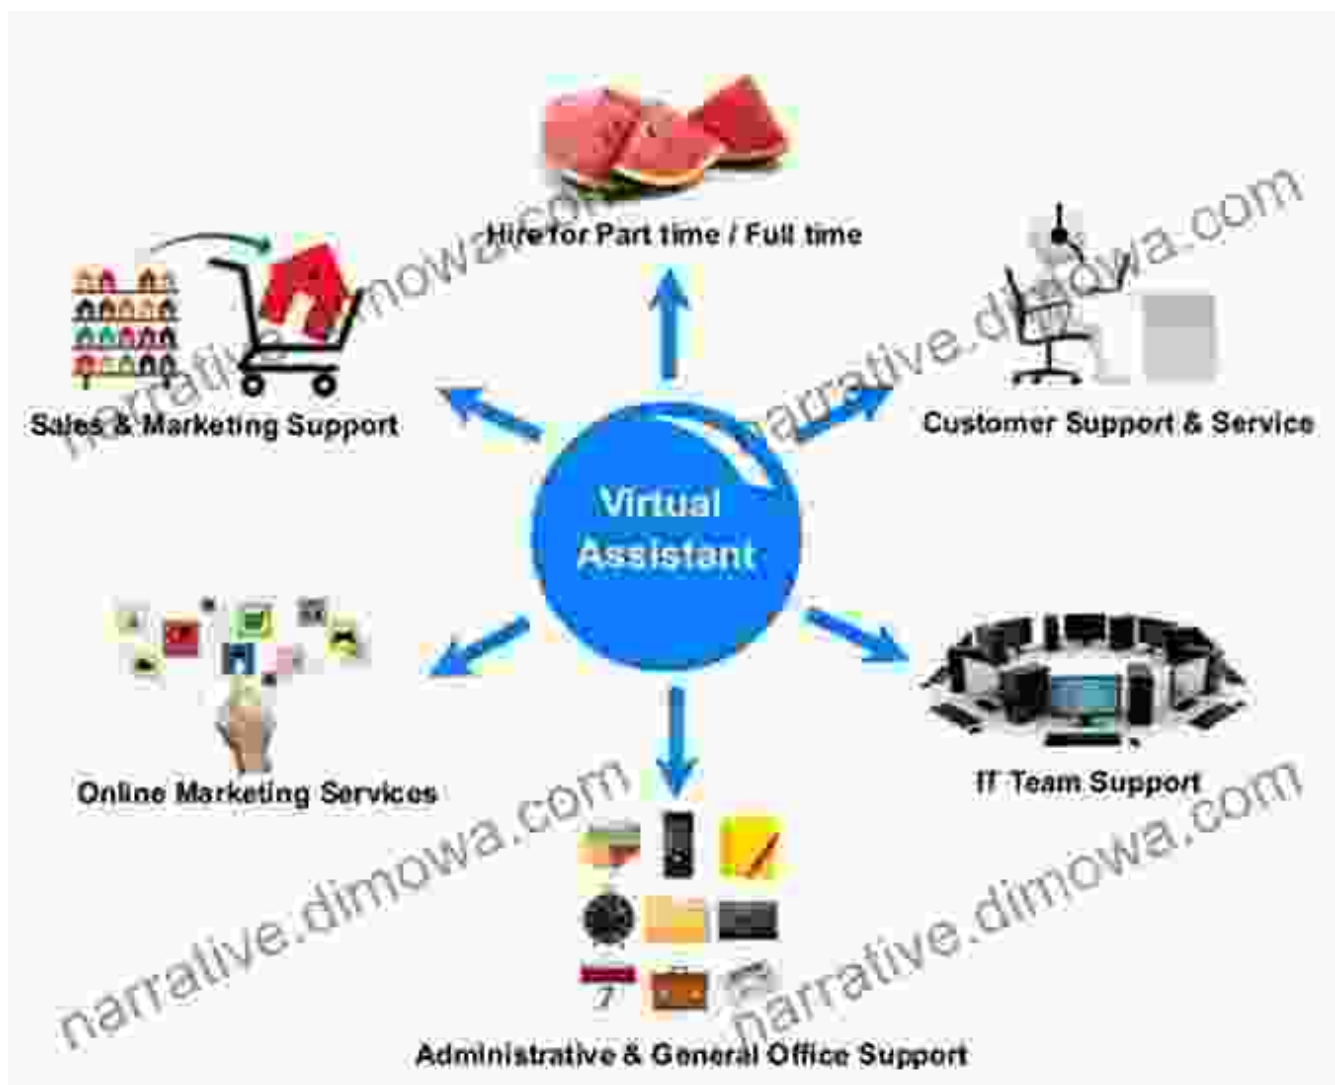 Hire for Part time / Full time
Sales & Marketing Support
Customer Support & Service
Virtual
Assistant
Online Marketing Services
IT Team Support
Administrative & General Office Support
7
narrative.dimowa.com
narrative.dimowa.com
narrative.dimowa.com
narrative.dimowa.com